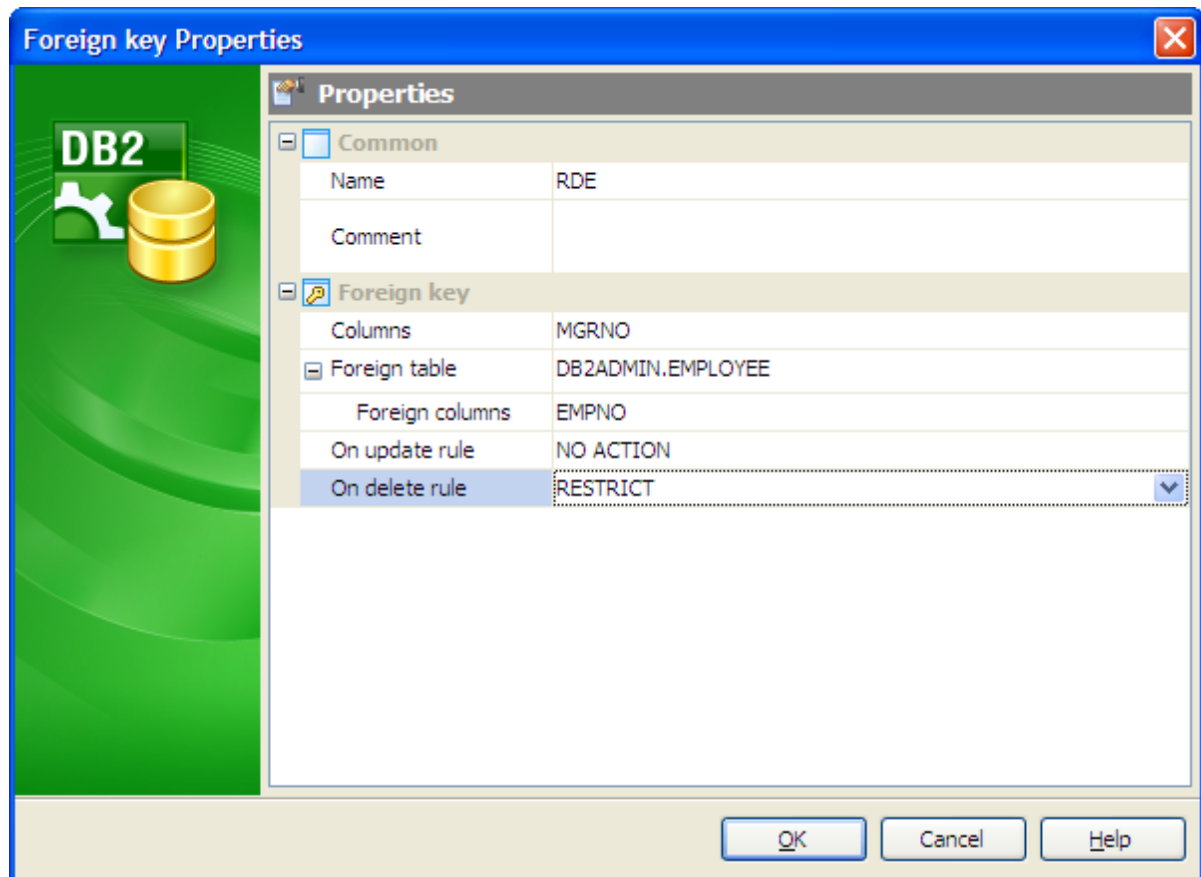 Foreign key Properties
Properties
DB2
Common
Name RDE
Comment
Foreign key
Columns MGRNO
Foreign table DB2ADMIN.EMPLOYEE
Foreign columns EMPNO
On update rule NO ACTION
On delete rule RESTRICT
OK Cancel Help